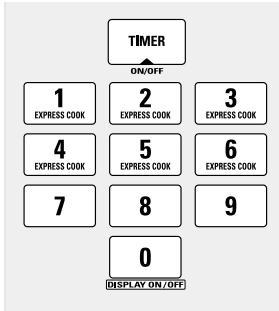 TIMER
ON/OFF
1 2 3
EXPRESS COOK EXPRESS COOK EXPRESS COOK
4 5 6
EXPRESS COOK EXPRESS COOK EXPRESS COOK
7 8 9
0
DISPLAY ON/OFF